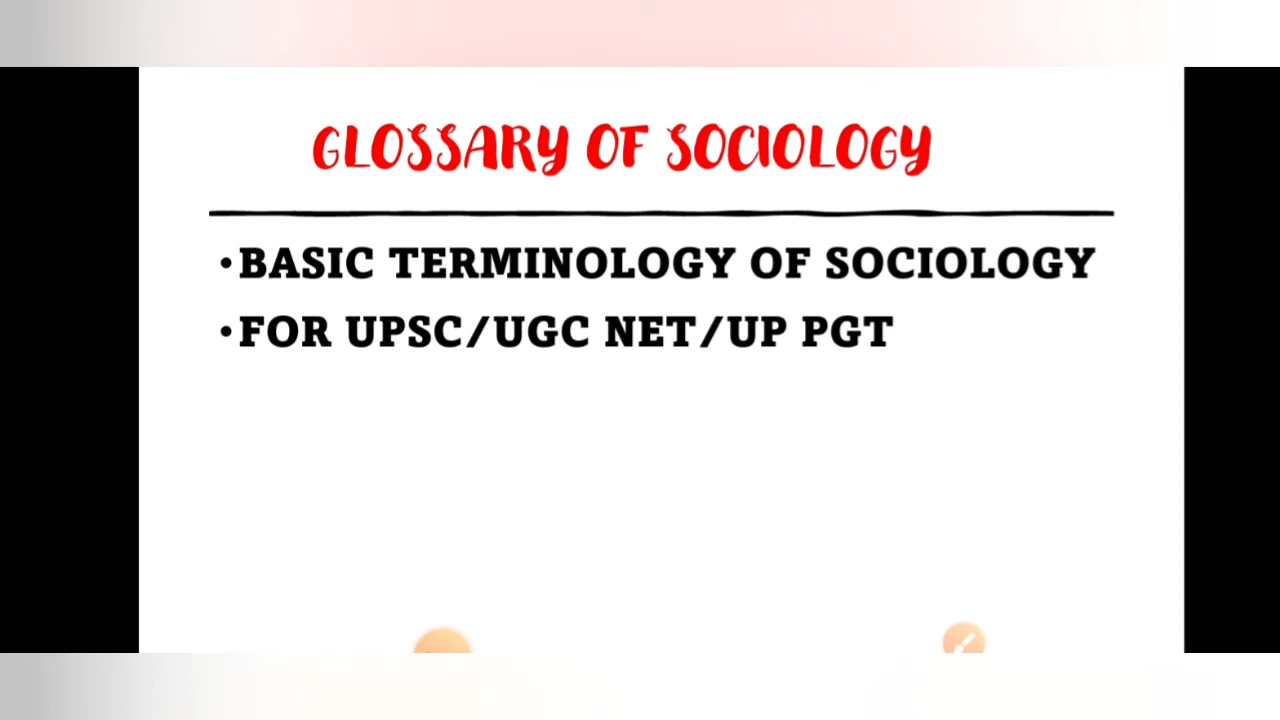 GLOSSARY OF SOCIOLOGY
•BASIC TERMINOLOGY OF SOCIOLOGY
•FOR UPSC/UGC NET/UP PGT